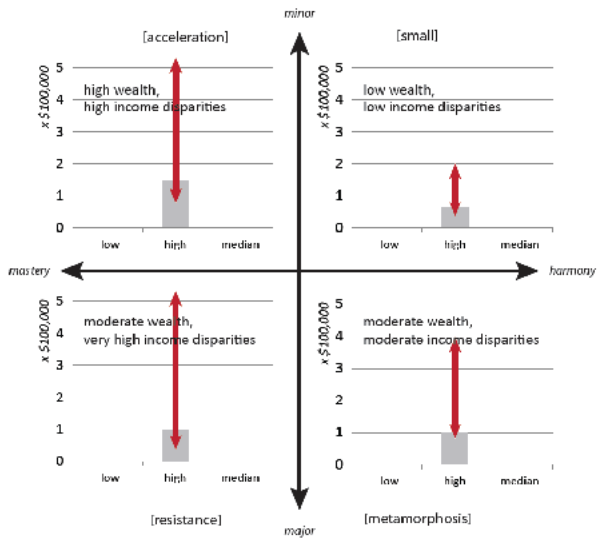 minor
[acceleration]
[small]
x $100,000
5
4
3
2
1
0
high wealth,
high income disparities
low
high
median
x $100,000
5
4
3
2
1
0
low wealth,
low income disparities
low
high
median
mastery
harmony
x $100,000
5
4
3
2
1
0
moderate wealth,
very high income disparities
low
high
median
x $100,000
5
4
3
2
1
0
moderate wealth,
moderate income disparities
low
high
median
[resistance]
[metamorphosis]
major